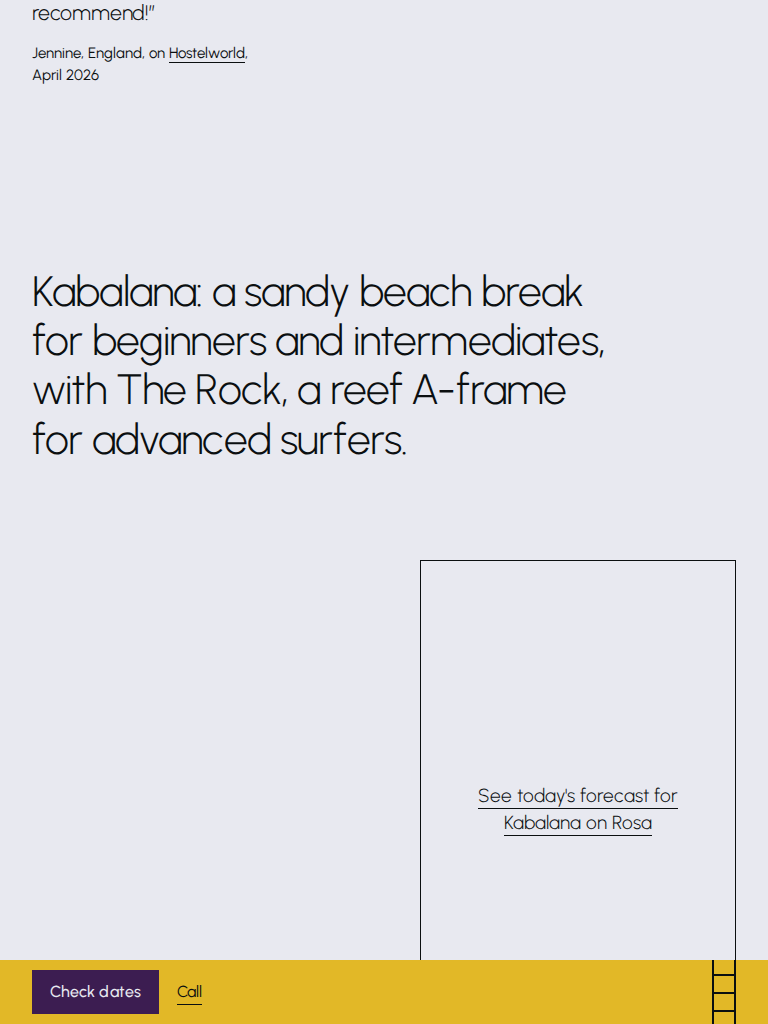 recommend!”
Jennine, England, on Hostelworld,
April 2026
Kabalana: a sandy beach break
for beginners and intermediates,
with The Rock, a reef A-frame
for advanced surfers.
See today's forecast for
Kabalana on Rosa
Check dates
Call